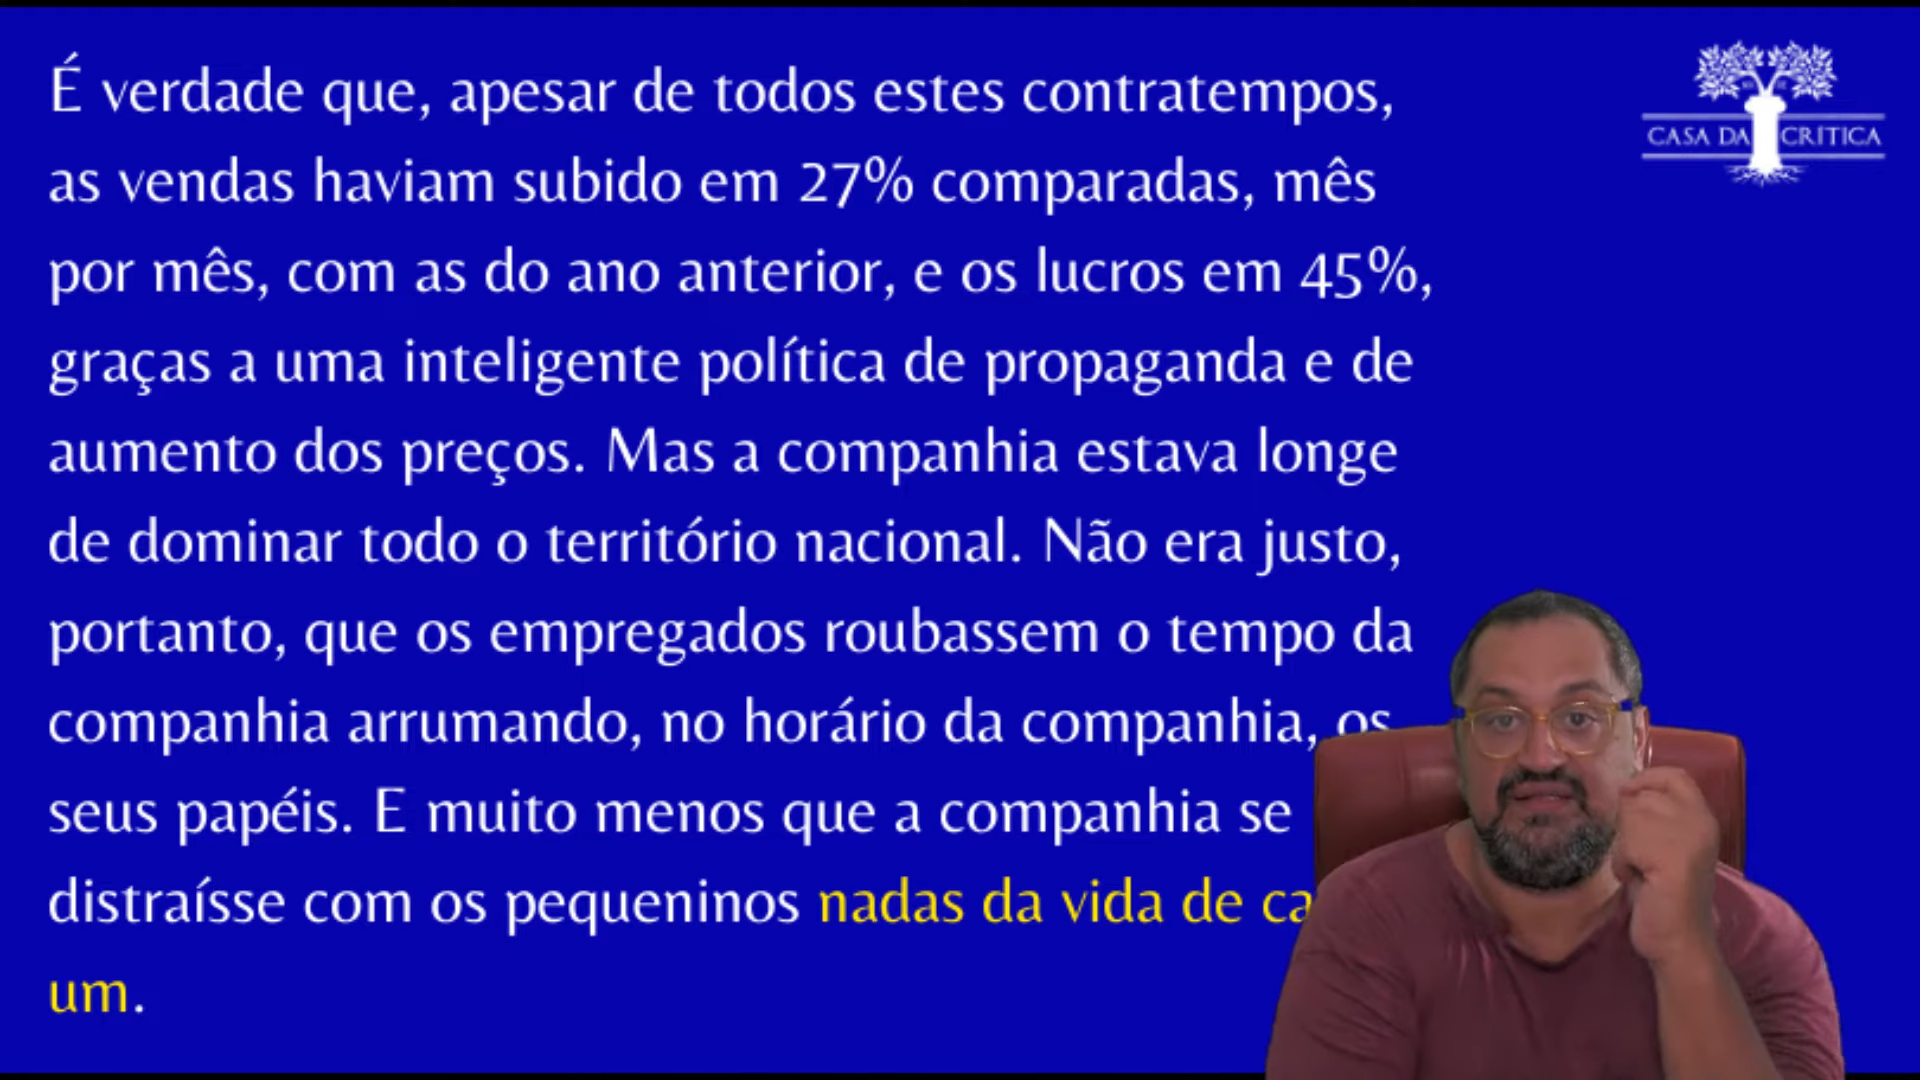 É verdade que, apesar de todos estes contratempos,
as vendas haviam subido em 27% comparadas, mês
por mês, com as do ano anterior, e os lucros em 45%,
graças a uma inteligente política de propaganda e de
aumento dos preços. Mas a companhia estava longe
de dominar todo o território nacional. Não era justo,
portanto, que os empregados roubassem o tempo da
companhia arrumando, no horário da companhia, os
seus papéis. E muito menos que a companhia se
distraísse com os pequeninos nadas da vida de
um.
CASA DA CRÍTICA